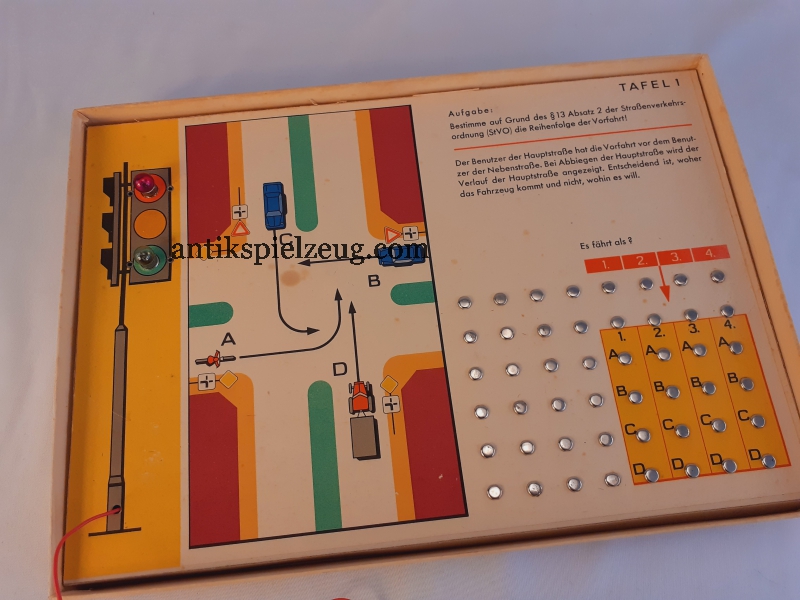 TAFEL 1
Aufgabe:
Bestimme auf Grund des §13 Absatz 2 der Straßenverkehrs-
ordnung (StVO) die Reihenfolge der Vorfahrt!
Der Benutzer der Hauptstraße hat die Vorfahrt vor dem Benut-
zer der Nebenstraße. Bei Abbiegen der Hauptstraße wird der
Verlauf der Hauptstraße angezeigt. Entscheidend ist, woher
das Fahrzeug kommt und nicht, wohin es will.
antikspielzeug.com
C
B
A
D
Es fährt als ?
1. 2. 3. 4.
1. 2. 3. 4.
A A A A
B B B B
C C C C
D D D D